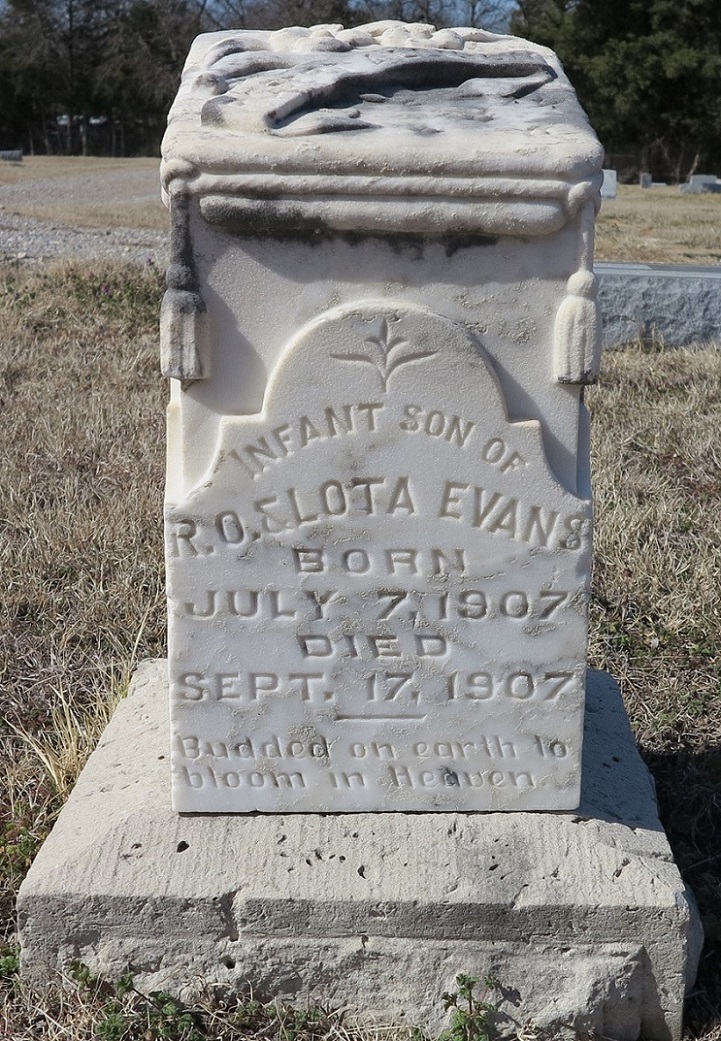 INFANT SON OF
R.O.&LOTA EVANS
BORN
JULY 7, 1907
DIED
SEPT. 17, 1907
Budded on earth to
bloom in Heaven